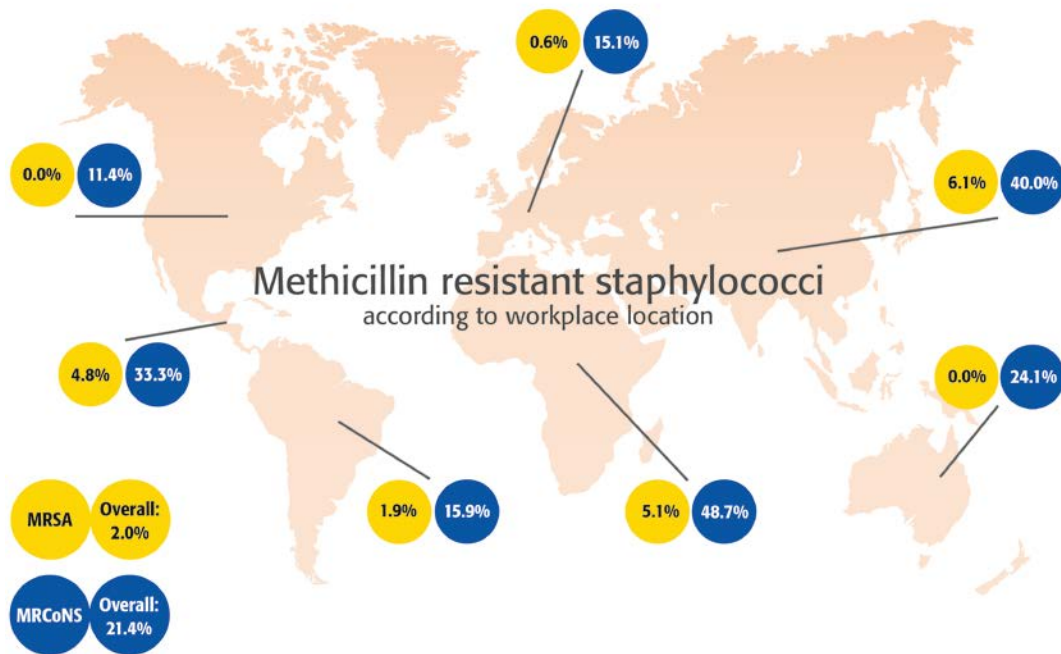 0.6% 15.1%
0.0% 11.4%
6.1% 40.0%
Methicillin resistant staphylococci
according to workplace location
4.8% 33.3%
0.0% 24.1%
1.9% 15.9%
5.1% 48.7%
MRSA Overall:
2.0%
MRCoNS Overall:
21.4%